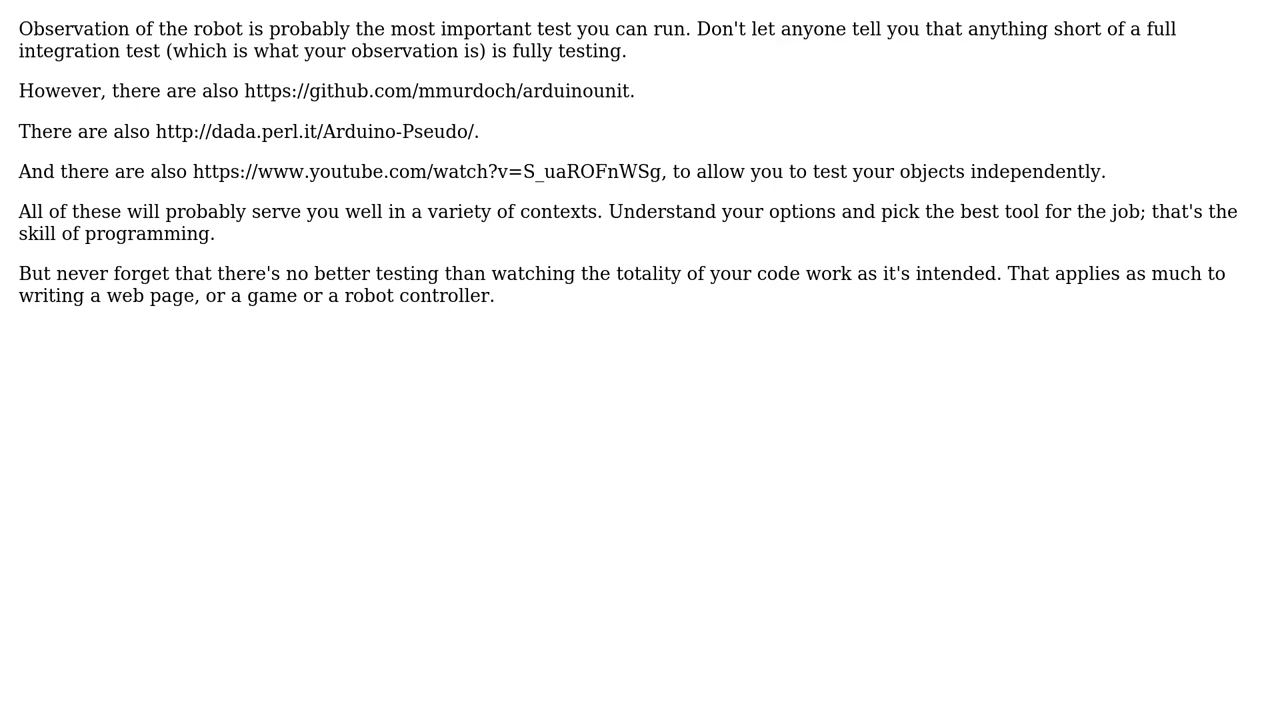 Observation of the robot is probably the most important test you can run. Don't let anyone tell you that anything short of a full
integration test (which is what your observation is) is fully testing.
However, there are also https://github.com/mmurdoch/arduinounit.
There are also http://dada.perl.it/Arduino-Pseudo/.
And there are also https://www.youtube.com/watch?v=S_uaROFnWSg, to allow you to test your objects independently.
All of these will probably serve you well in a variety of contexts. Understand your options and pick the best tool for the job; that's the
skill of programming.
But never forget that there's no better testing than watching the totality of your code work as it's intended. That applies as much to
writing a web page, or a game or a robot controller.